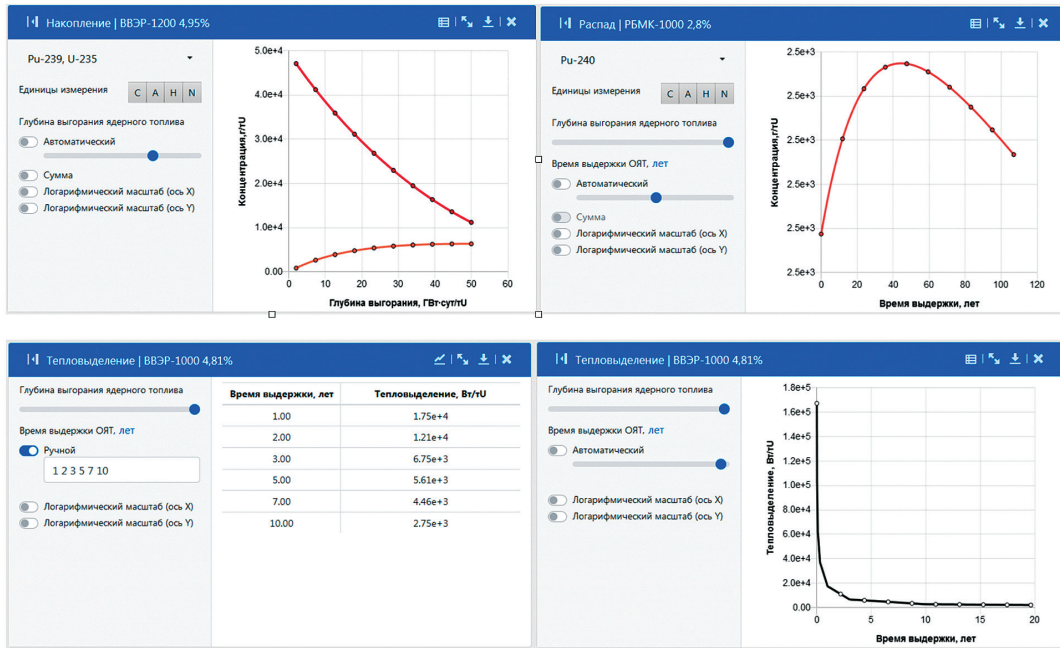 Накопление | ВВЭР-1200 4,95%
Pu-239, U-235
Единицы измерения
C A H N
Глубина выгорания ядерного топлива
Автоматический
Сумма
Логарифмический масштаб (ось X)
Логарифмический масштаб (ось Y)
Концентрация,г/тU
5.0e+4
4.0e+4
3.0e+4
2.0e+4
1.0e+4
0.00
0 10 20 30 40 50 60
Глубина выгорания, ГВт·сут/тU
Распад | РБМК-1000 2,8%
Pu-240
Единицы измерения
C A H N
Глубина выгорания ядерного топлива
Время выдержки ОЯТ, лет
Автоматический
Сумма
Логарифмический масштаб (ось X)
Логарифмический масштаб (ось Y)
Концентрация,г/тU
2.5e+3
2.5e+3
2.5e+3
2.5e+3
2.5e+3
2.5e+3
0 20 40 60 80 100 120
Время выдержки, лет
Тепловыделение | ВВЭР-1000 4,81%
Глубина выгорания ядерного топлива
Время выдержки ОЯТ, лет
Ручной
1 2 3 5 7 10
Логарифмический масштаб (ось X)
Логарифмический масштаб (ось Y)
Время выдержки, лет Тепловыделение, Вт/тU
1.00 1.75e+4
2.00 1.21e+4
3.00 6.75e+3
5.00 5.61e+3
7.00 4.46e+3
10.00 2.75e+3
Тепловыделение | ВВЭР-1000 4,81%
Глубина выгорания ядерного топлива
Время выдержки ОЯТ, лет
Автоматический
Логарифмический масштаб (ось X)
Логарифмический масштаб (ось Y)
Тепловыделение, Вт/тU
1.8e+5
1.6e+5
1.4e+5
1.2e+5
1.0e+5
8.0e+4
6.0e+4
4.0e+4
2.0e+4
0.00
0 5 10 15 20
Время выдержки, лет